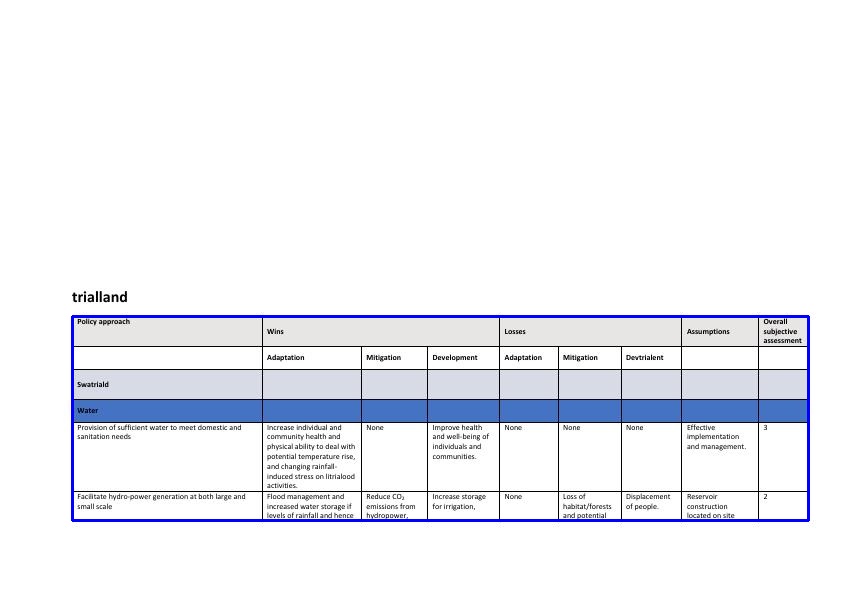 trialland
Policy approach
Wins
Losses
Assumptions
Overall
subjective
assessment
Adaptation
Mitigation
Development
Adaptation
Mitigation
Devtrialent
Swatriald
Water
Provision of sufficient water to meet domestic and
sanitation needs
Increase individual and
community health and
physical ability to deal with
potential temperature rise,
and changing rainfall-
induced stress on litrialood
activities.
None
Improve health
and well-being of
individuals and
communities.
None
None
None
Effective
implementation
and management.
3
Facilitate hydro-power generation at both large and
small scale
Flood management and
increased water storage if
levels of rainfall and hence
Reduce CO₂
emissions from
hydropower,
Increase storage
for irrigation,
None
Loss of
habitat/forests
and potential
Displacement
of people.
Reservoir
construction
located on site
2